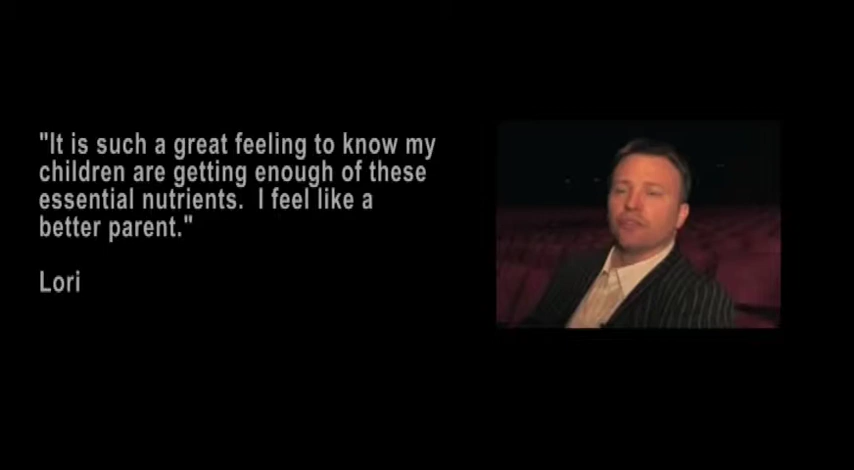 "It is such a great feeling to know my
children are getting enough of these
essential nutrients.  I feel like a
better parent."
Lori